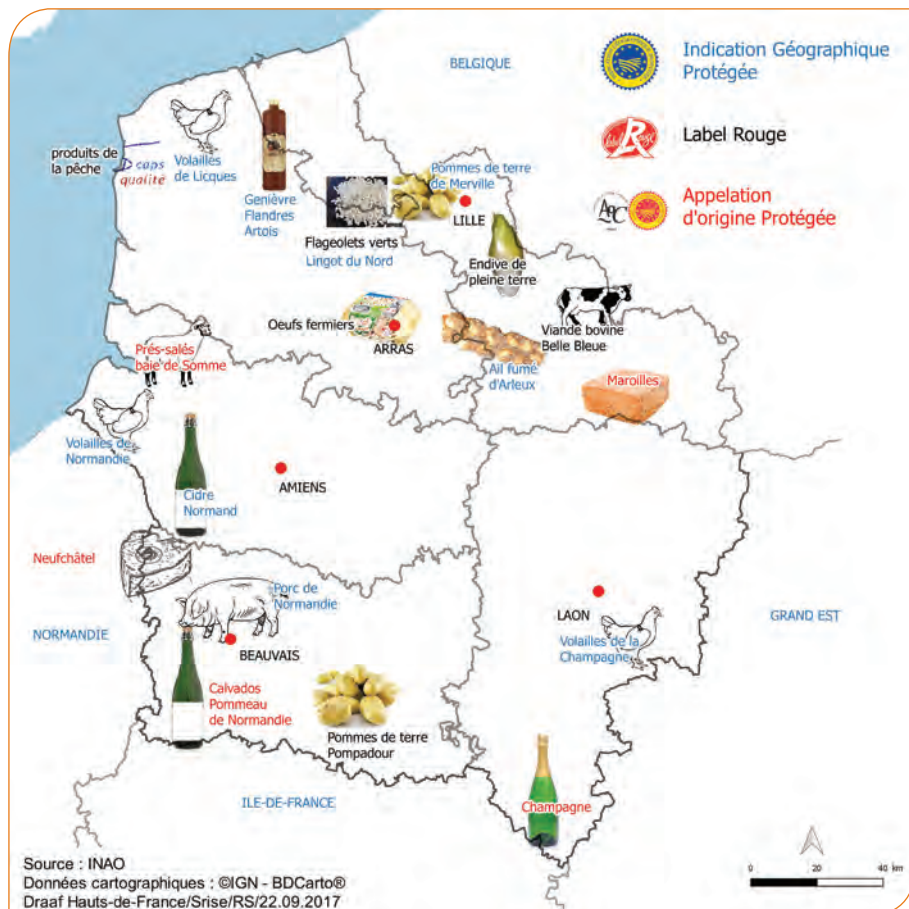 BELGIQUE
Indication Géographique
Protégée
label Rouge
Label Rouge
AOC
Appelation
d'origine Protégée
produits de
la pêche
caps
qualité
Volailles
de Licques
Genièvre
Flandres
Artois
Pommes de terre
de Merville
LILLE
Flageolets verts
Lingot du Nord
Endive de
pleine terre
Oeufs fermiers
ARRAS
Viande bovine
Belle Bleue
Ail fumé
d'Arleux
Maroilles
Prés-salés
baie de Somme
Volailles de
Normandie
Cidre
Normand
AMIENS
Neufchâtel
NORMANDIE
Porc de
Normandie
BEAUVAIS
Calvados
Pommeau
de Normandie
Pommes de terre
Pompadour
LAON
Volailles de la
Champagne
GRAND EST
Champagne
ILE-DE-FRANCE
Source : INAO
Données cartographiques : ©IGN - BDCarto®
Draaf Hauts-de-France/Srise/RS/22.09.2017
0 20 40 km